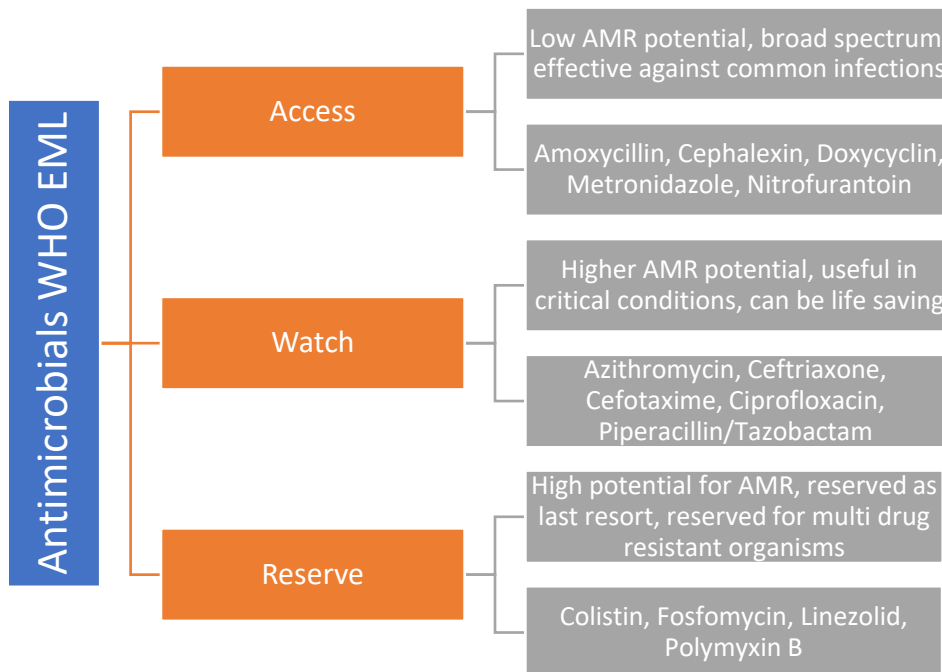 Antimicrobials WHO EML
Access
Low AMR potential, broad spectrum
effective against common infections
Amoxycillin, Cephalexin, Doxycyclin,
Metronidazole, Nitrofurantoin
Watch
Higher AMR potential, useful in
critical conditions, can be life saving
Azithromycin, Ceftriaxone,
Cefotaxime, Ciprofloxacin,
Piperacillin/Tazobactam
Reserve
High potential for AMR, reserved as
last resort, reserved for multi drug
resistant organisms
Colistin, Fosfomycin, Linezolid,
Polymyxin B